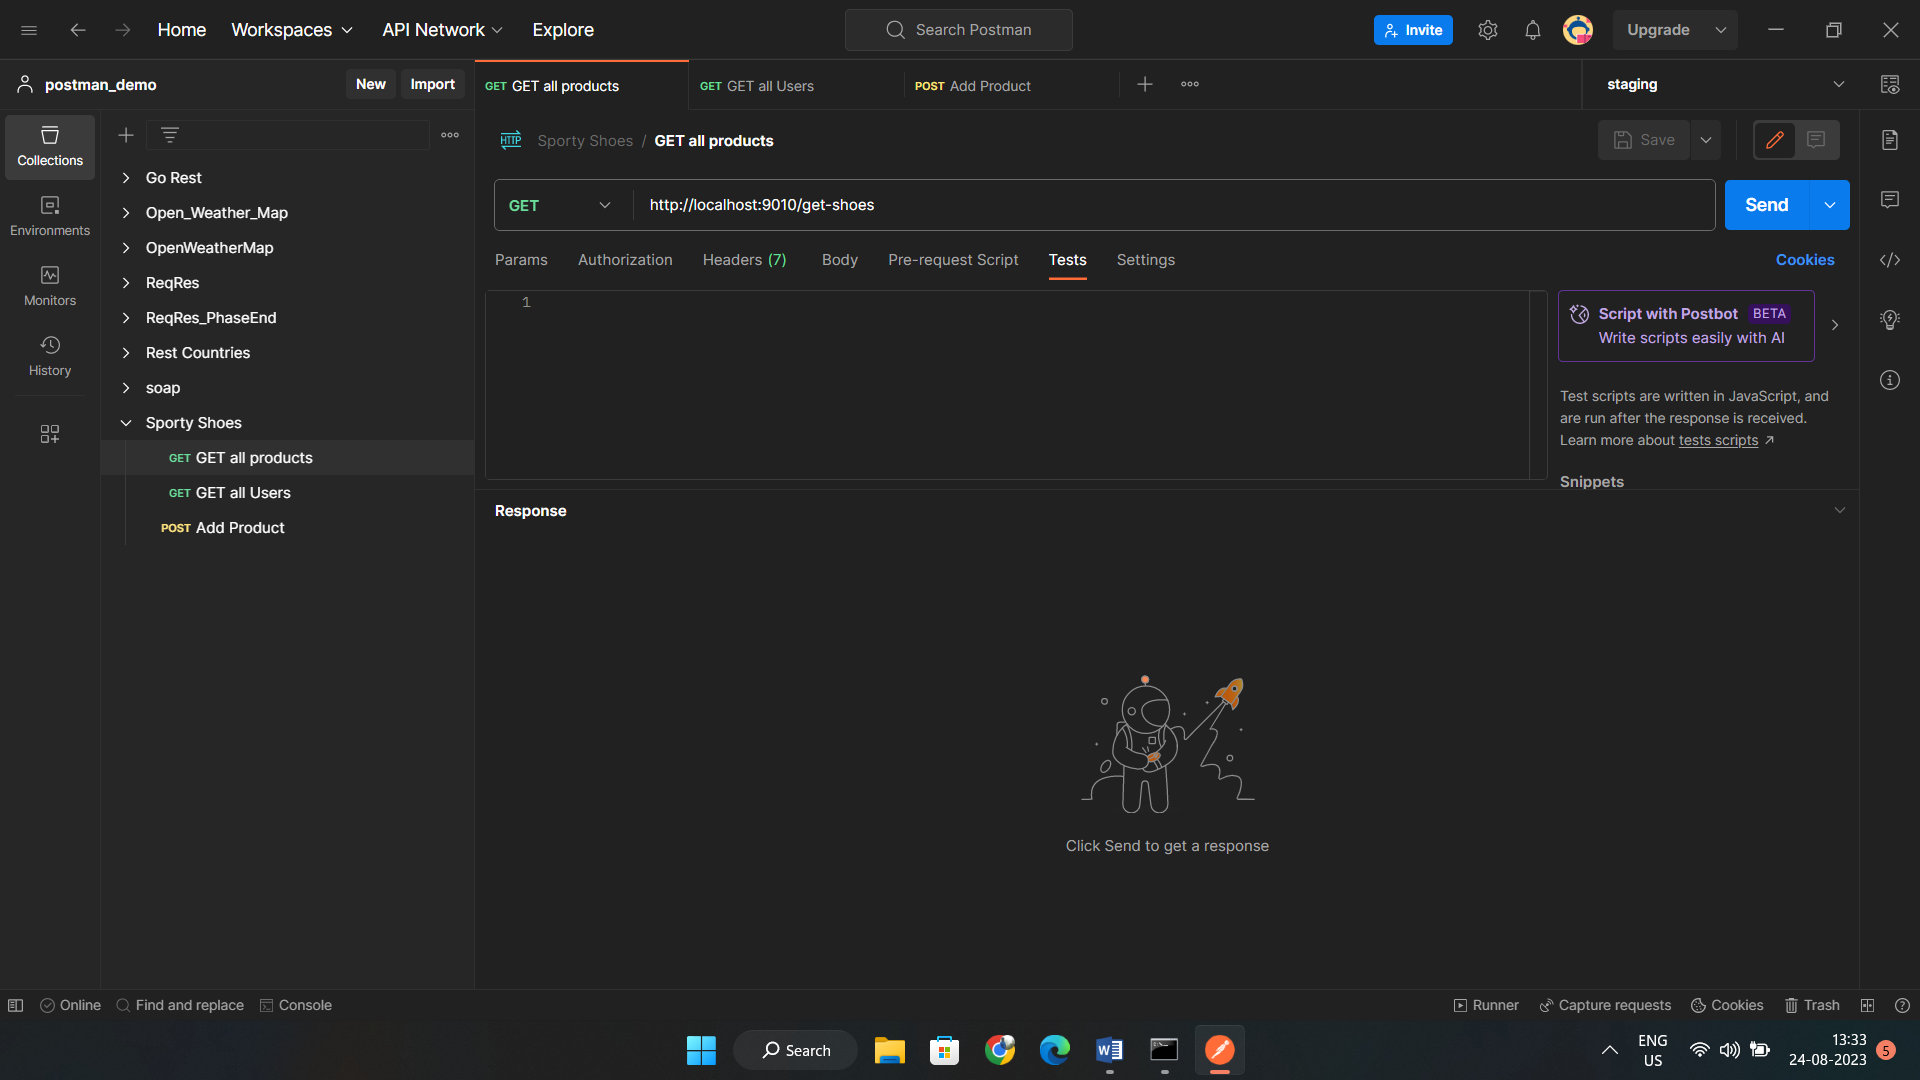 Home Workspaces API Network Explore Search Postman Invite Upgrade
postman_demo New Import GET GET all products GET GET all Users POST Add Product staging
HTTP Sporty Shoes / GET all products Save
GET http://localhost:9010/get-shoes Send
Params Authorization Headers (7) Body Pre-request Script Tests Settings Cookies
1
Script with Postbot BETA
Write scripts easily with AI
Test scripts are written in JavaScript, and
are run after the response is received.
Learn more about tests scripts ↗
Snippets
Collections
Environments
Monitors
History
Go Rest
Open_Weather_Map
OpenWeatherMap
ReqRes
ReqRes_PhaseEnd
Rest Countries
soap
Sporty Shoes
GET GET all products
GET GET all Users
POST Add Product
Response
Click Send to get a response
Online Find and replace Console Runner Capture requests Cookies Trash
Search
ENG
US
13:33
24-08-2023
5